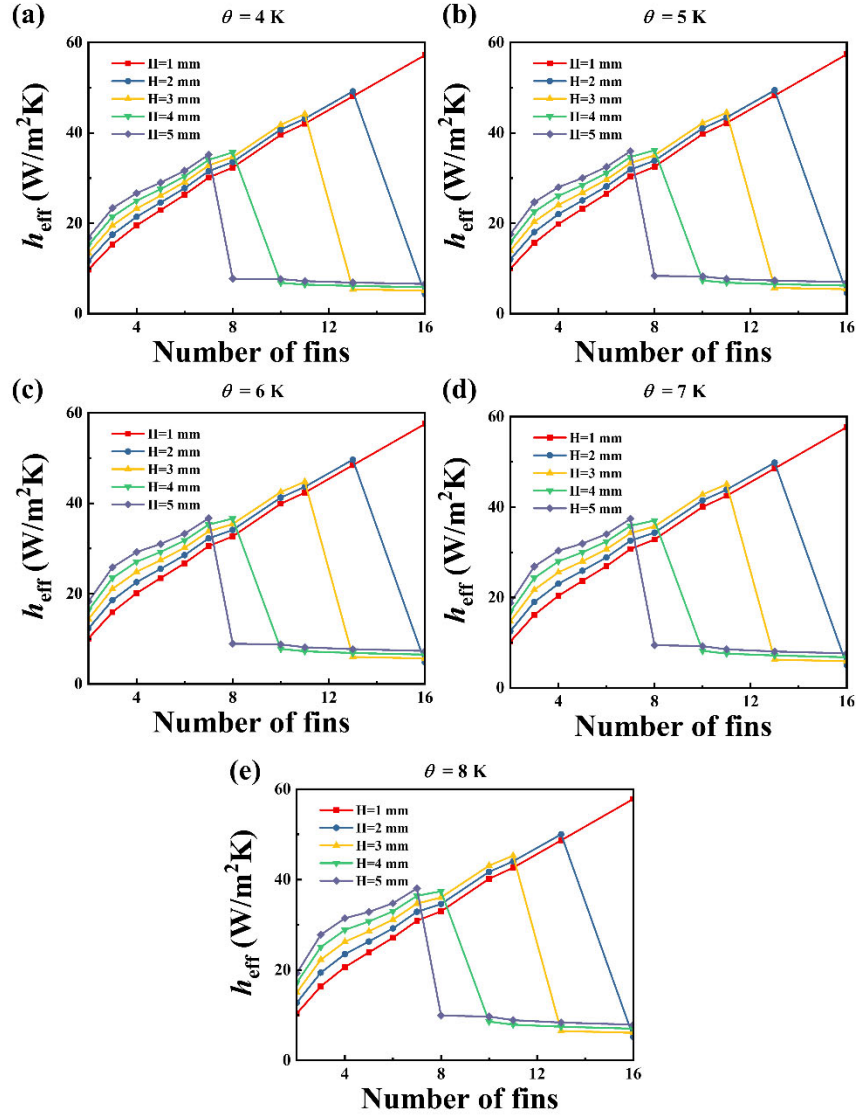 (a)
θ = 4 K
60
40
20
0
h_eff (W/m²K)
H=1 mm
H=2 mm
H=3 mm
H=4 mm
H=5 mm
4 8 12 16
Number of fins
(b)
θ = 5 K
60
40
20
0
h_eff (W/m²K)
H=1 mm
H=2 mm
H=3 mm
H=4 mm
H=5 mm
4 8 12 16
Number of fins
(c)
θ = 6 K
60
40
20
0
h_eff (W/m²K)
H=1 mm
H=2 mm
H=3 mm
H=4 mm
H=5 mm
4 8 12 16
Number of fins
(d)
θ = 7 K
60
40
20
0
h_eff (W/m²K)
H=1 mm
H=2 mm
H=3 mm
H=4 mm
H=5 mm
4 8 12 16
Number of fins
(e)
θ = 8 K
60
40
20
0
h_eff (W/m²K)
H=1 mm
H=2 mm
H=3 mm
H=4 mm
H=5 mm
4 8 12 16
Number of fins